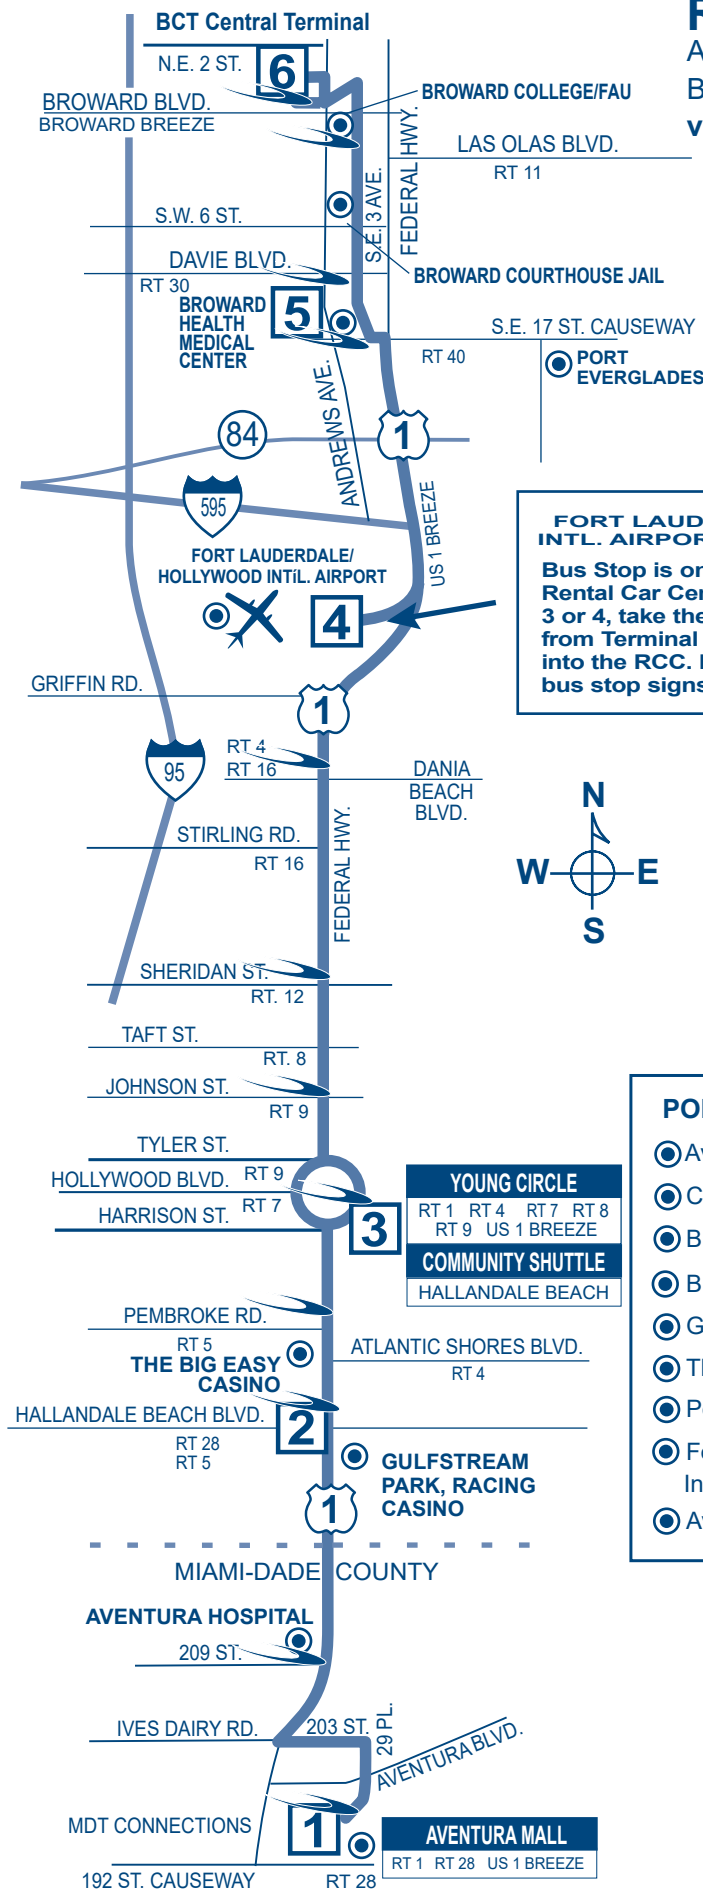 BCT Central Terminal
R
A
B
v
N.E. 2 ST.
6
BROWARD BLVD.
BROWARD BREEZE
BROWARD COLLEGE/FAU
LAS OLAS BLVD.
RT 11
S.E. 3 AVE.
FEDERAL HWY.
S.W. 6 ST.
DAVIE BLVD.
RT 30
BROWARD COURTHOUSE JAIL
BROWARD
HEALTH
MEDICAL
CENTER
5
S.E. 17 ST. CAUSEWAY
RT 40
PORT
EVERGLADES
ANDREWS AVE.
84
1
595
US 1 BREEZE
FORT LAUDERDALE/
HOLLYWOOD INTíL. AIRPORT
4
FORT LAUD
INTL. AIRPOR
Bus Stop is on
Rental Car Cen
3 or 4, take the
from Terminal
into the RCC.
bus stop signs
GRIFFIN RD.
1
95
RT 4
RT 16
DANIA
BEACH
BLVD.
FEDERAL HWY.
STIRLING RD.
RT 16
N
W E
S
SHERIDAN ST.
RT. 12
TAFT ST.
RT. 8
JOHNSON ST.
RT 9
TYLER ST.
HOLLYWOOD BLVD.
RT 9
RT 7
HARRISON ST.
3
YOUNG CIRCLE
RT 1 RT 4 RT 7 RT 8
RT 9 US 1 BREEZE
COMMUNITY SHUTTLE
HALLANDALE BEACH
PEMBROKE RD.
RT 5
THE BIG EASY
CASINO
ATLANTIC SHORES BLVD.
RT 4
HALLANDALE BEACH BLVD.
RT 28
RT 5
2
GULFSTREAM
PARK, RACING
CASINO
1
MIAMI-DADE COUNTY
AVENTURA HOSPITAL
209 ST.
IVES DAIRY RD.
203 ST.
29 PL.
AVENTURA BLVD.
MDT CONNECTIONS
1
AVENTURA MALL
RT 1 RT 28 US 1 BREEZE
192 ST. CAUSEWAY
RT 28
POI
Av
C
B
B
G
Th
Po
Fo
In
Av